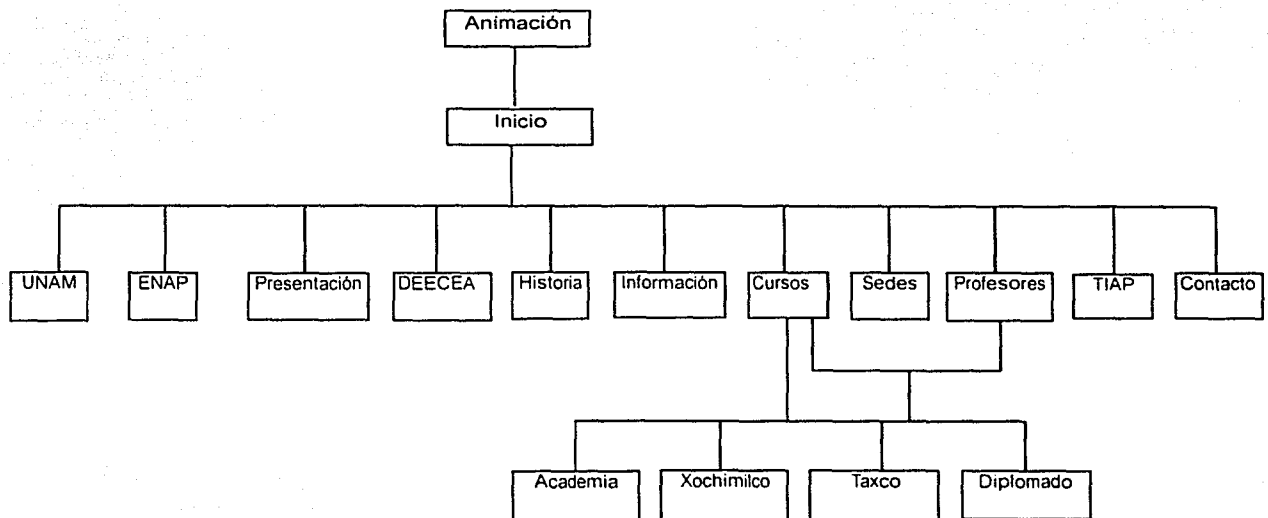 Animación
Inicio
UNAM
ENAP
Presentación
DEECEA
Historia
Información
Cursos
Sedes
Profesores
TIAP
Contacto
Academia
Xochimilco
Taxco
Diplomado